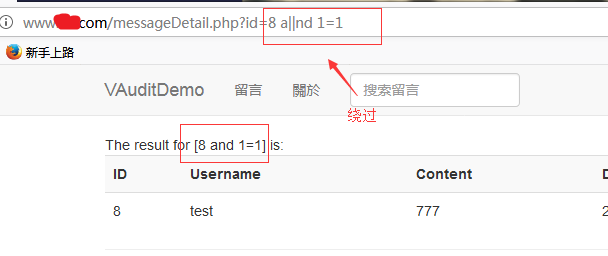 www. .com/messageDetail.php?id=8 a||nd 1=1
新手上路
VAuditDemo 留言 關於 搜索留言
绕过
The result for [8 and 1=1] is:
ID Username Content D
8 test 777 2